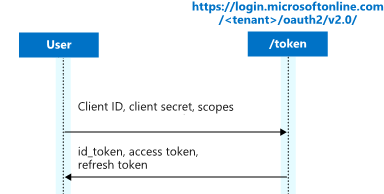 https://login.microsoftonline.com
/<tenant>/oauth2/v2.0/
User
/token
Client ID, client secret, scopes
id_token, access token,
refresh token